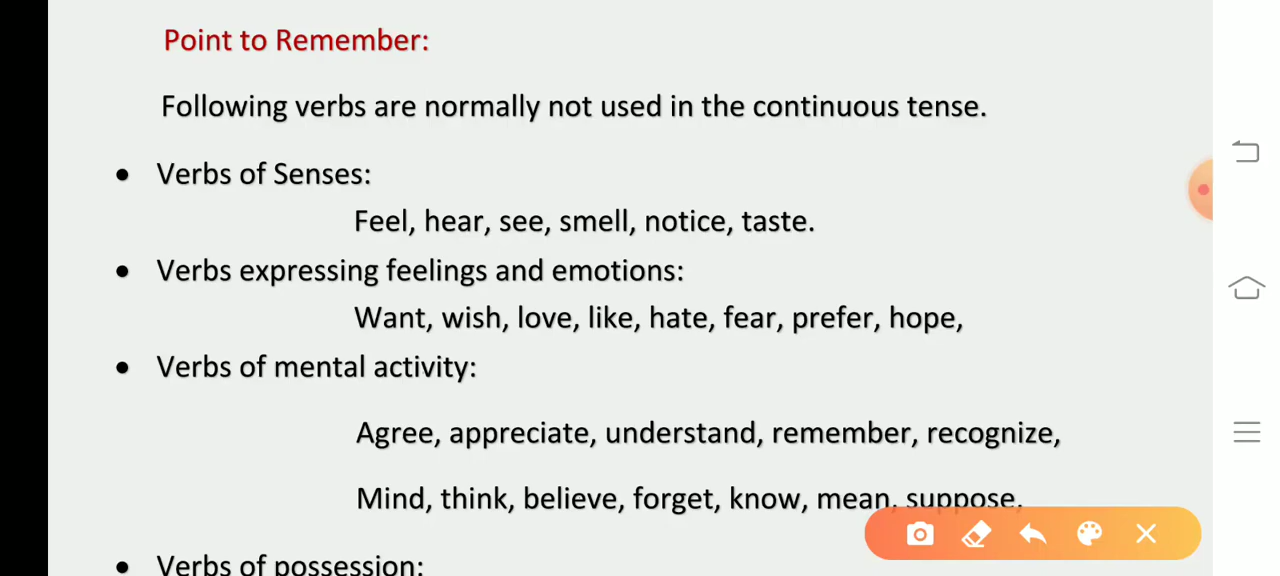 Point to Remember:
Following verbs are normally not used in the continuous tense.
• Verbs of Senses:
Feel, hear, see, smell, notice, taste.
• Verbs expressing feelings and emotions:
Want, wish, love, like, hate, fear, prefer, hope,
• Verbs of mental activity:
Agree, appreciate, understand, remember, recognize,
Mind, think, believe, forget, know, mean, suppose,
• Verbs of possession: